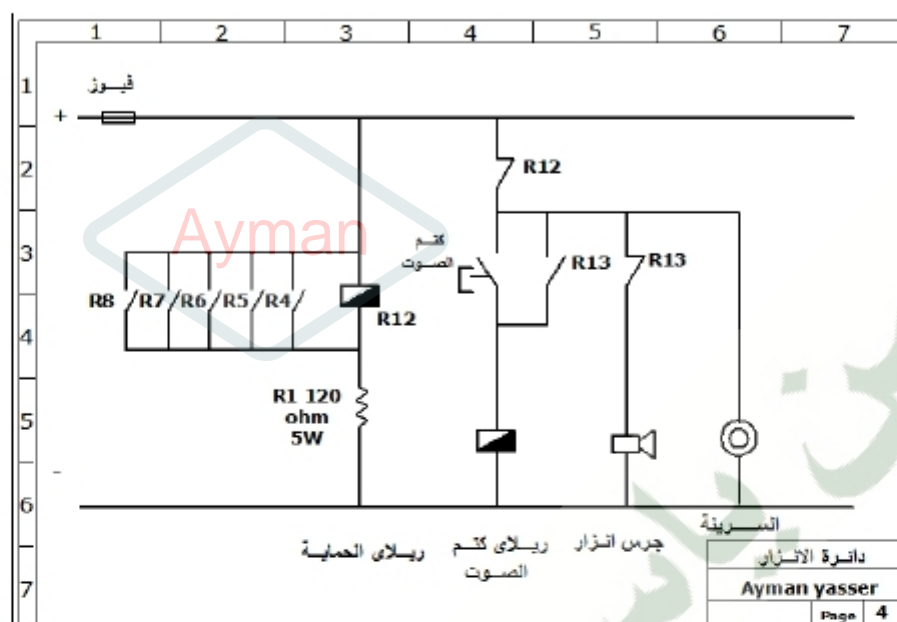 1 2 3 4 5 6 7
1
2
3
4
5
6
7
فيوز
+
R12
Ayman
كتم
الصوت
R13
R13
R8 R7 R6 R5 R4
R12
R1 120
ohm
5W
-
السرينة
ريلاى الحماية
ريلاى كتم
الصوت
جرس انزار
دائرة الانزار
Ayman yasser
Page 4